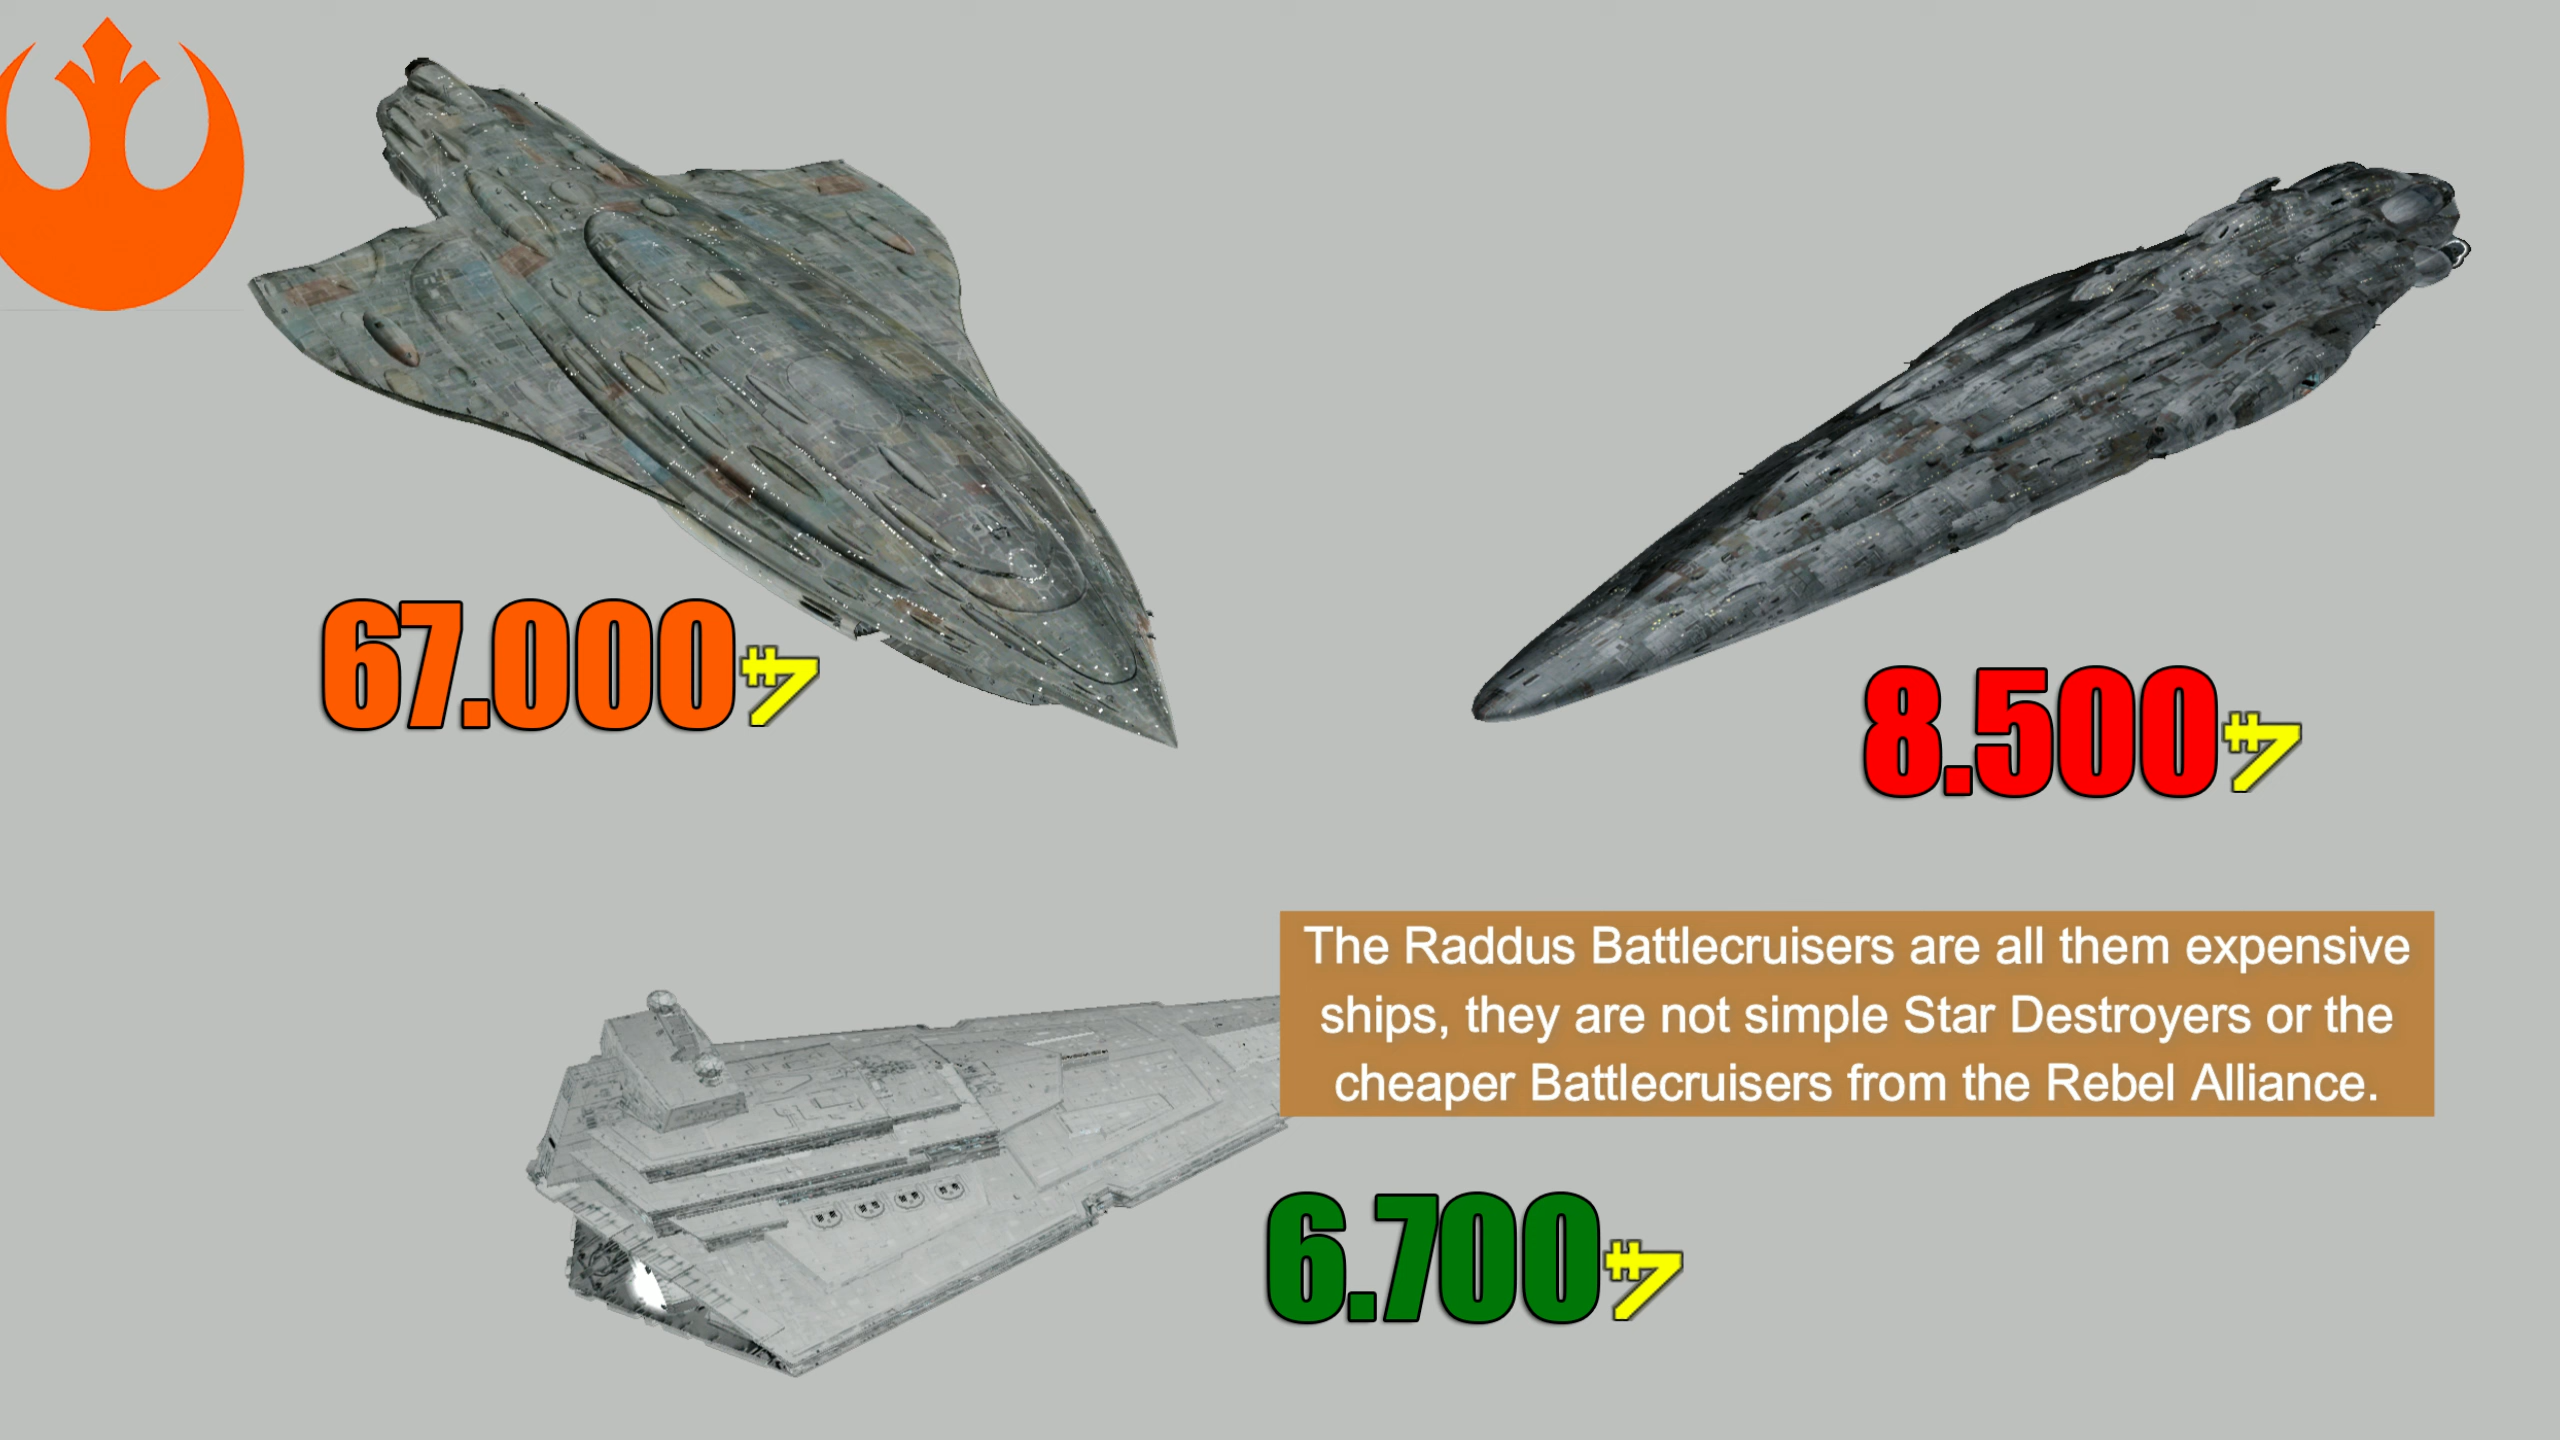 67.000
8.500
The Raddus Battlecruisers are all them expensive
ships, they are not simple Star Destroyers or the
cheaper Battlecruisers from the Rebel Alliance.
6.700